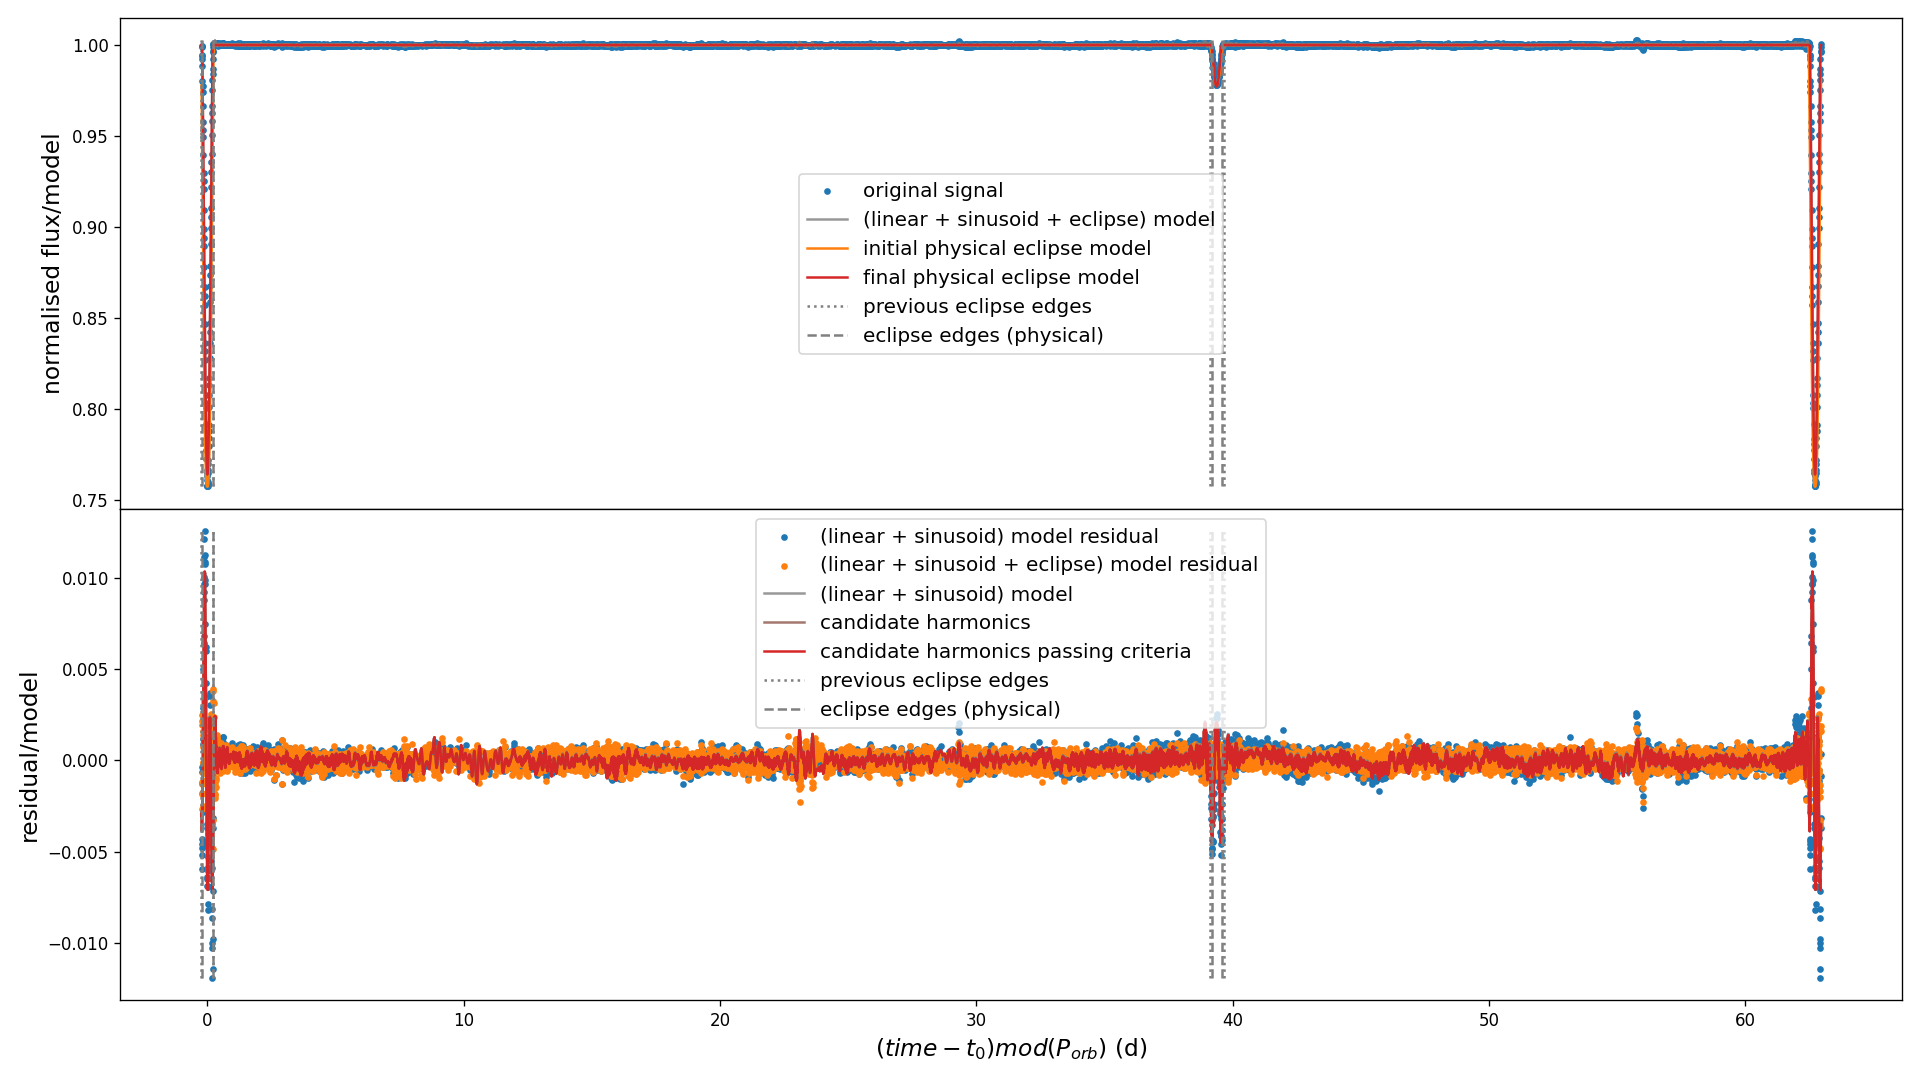 normalised flux/model
1.00
0.95
0.90
0.85
0.80
0.75
original signal
(linear + sinusoid + eclipse) model
initial physical eclipse model
final physical eclipse model
previous eclipse edges
eclipse edges (physical)
residual/model
0.010
0.005
0.000
−0.005
−0.010
(linear + sinusoid) model residual
(linear + sinusoid + eclipse) model residual
(linear + sinusoid) model
candidate harmonics
candidate harmonics passing criteria
previous eclipse edges
eclipse edges (physical)
0 10 20 30 40 50 60
(time − t₀)mod(P_orb) (d)